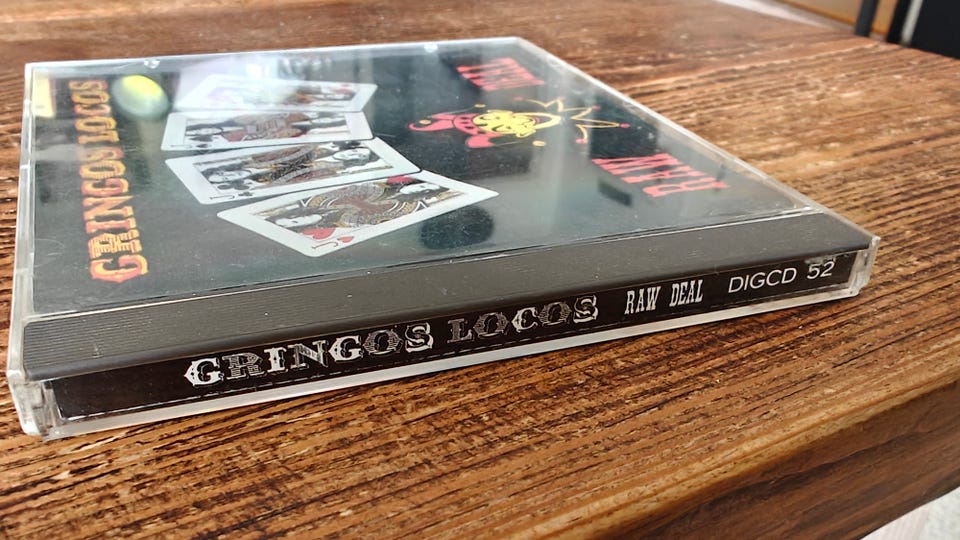 GRINGOS LOCOS
RAW
DEAL
J
J
J
GRINGOS LOCOS RAW DEAL DIGCD 52